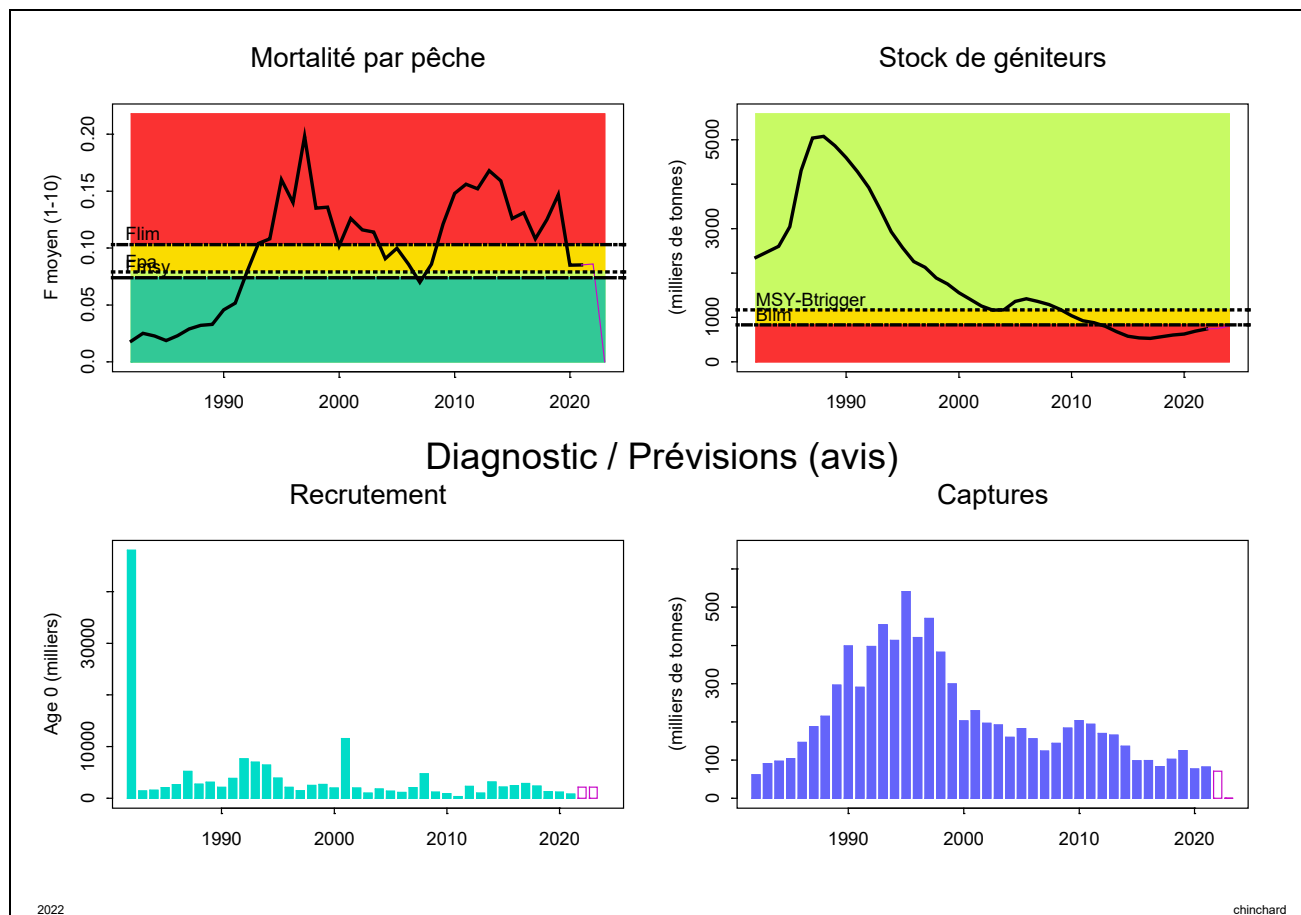 Mortalité par pêche
F moyen (1-10)
0.0 0.05 0.10 0.15 0.20
Flim
Fpa
Fmsy
1990 2000 2010 2020
Stock de géniteurs
(milliers de tonnes)
0 1000 3000 5000
MSY-Btrigger
Blim
1990 2000 2010 2020
Diagnostic / Prévisions (avis)
Recrutement
Age 0 (milliers)
0 10000 30000
1990 2000 2010 2020
Captures
(milliers de tonnes)
0 100 300 500
1990 2000 2010 2020
2022
chinchard